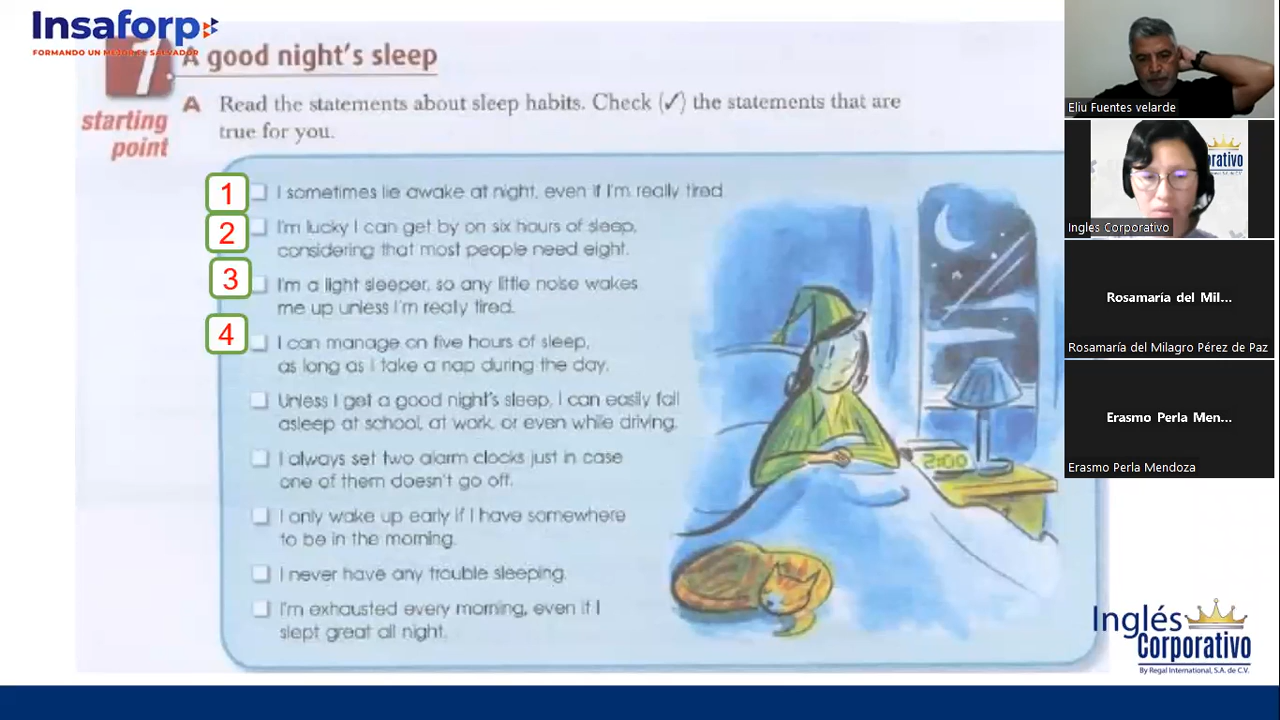 Insaforp
FORMANDO UN MEJOR EL SALVADOR
1
A good night's sleep
starting
point
A Read the statements about sleep habits. Check (✓) the statements that are
true for you.
1 I sometimes lie awake at night, even if I'm really tired.
2 I'm lucky I can get by on six hours of sleep,
considering that most people need eight.
3 I'm a light sleeper, so any little noise wakes
me up unless I'm really tired.
4 I can manage on five hours of sleep,
as long as I take a nap during the day.
Unless I get a good night's sleep, I can easily fall
asleep at school, at work, or even while driving.
I always set two alarm clocks just in case
one of them doesn't go off.
I only wake up early if I have somewhere
to be in the morning.
I never have any trouble sleeping.
I'm exhausted every morning, even if I
slept great all night.
2:00
Inglés
Corporativo
By Regal International, S.A. de C.V.
Eliu Fuentes velarde
orativo
Ingles Corporativo
Rosamaría del Mil...
Rosamaría del Milagro Pérez de Paz
Erasmo Perla Men...
Erasmo Perla Mendoza